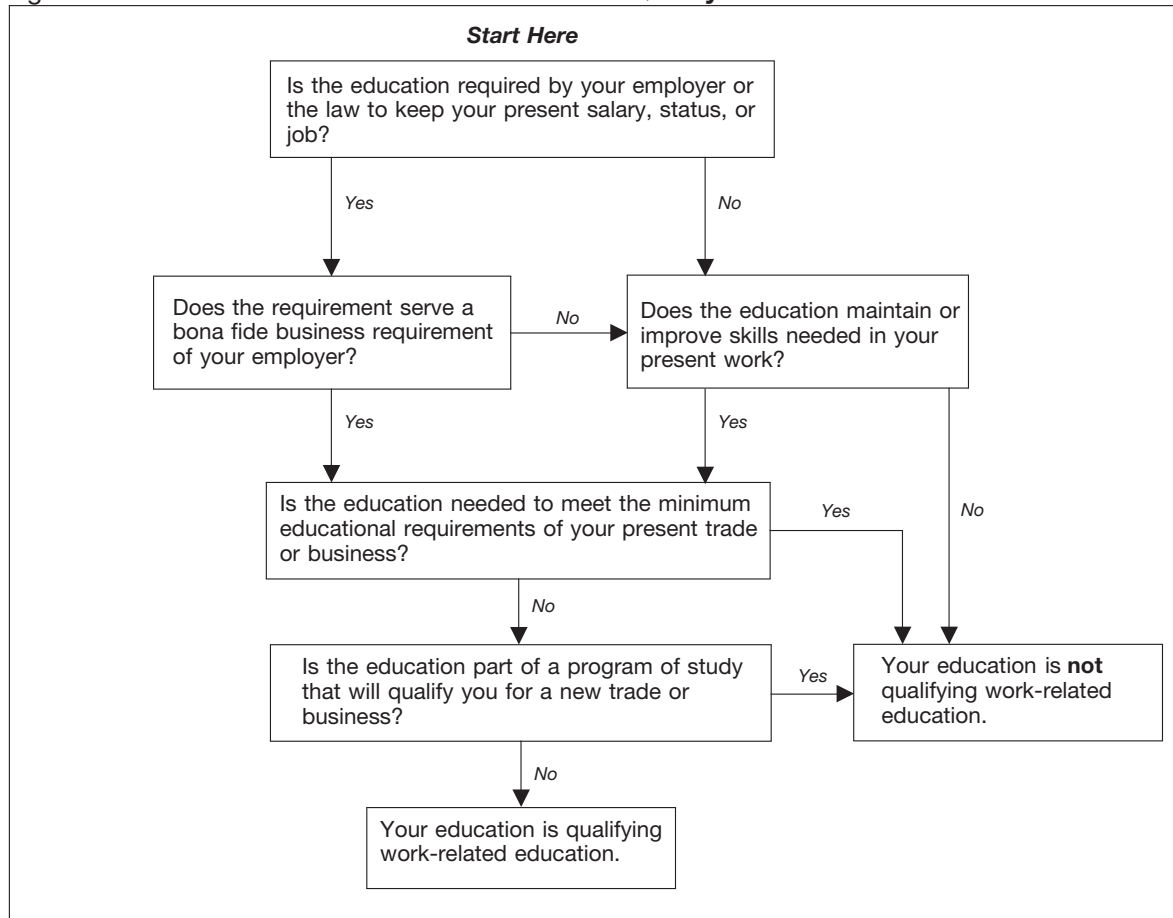 Start Here
Is the education required by your employer or
the law to keep your present salary, status, or
job?
Yes
No
Does the requirement serve a
bona fide business requirement
of your employer?
No
Does the education maintain or
improve skills needed in your
present work?
Yes
Yes
Is the education needed to meet the minimum
educational requirements of your present trade
or business?
Yes
No
No
Is the education part of a program of study
that will qualify you for a new trade or
business?
Yes
Your education is not
qualifying work-related
education.
No
Your education is qualifying
work-related education.